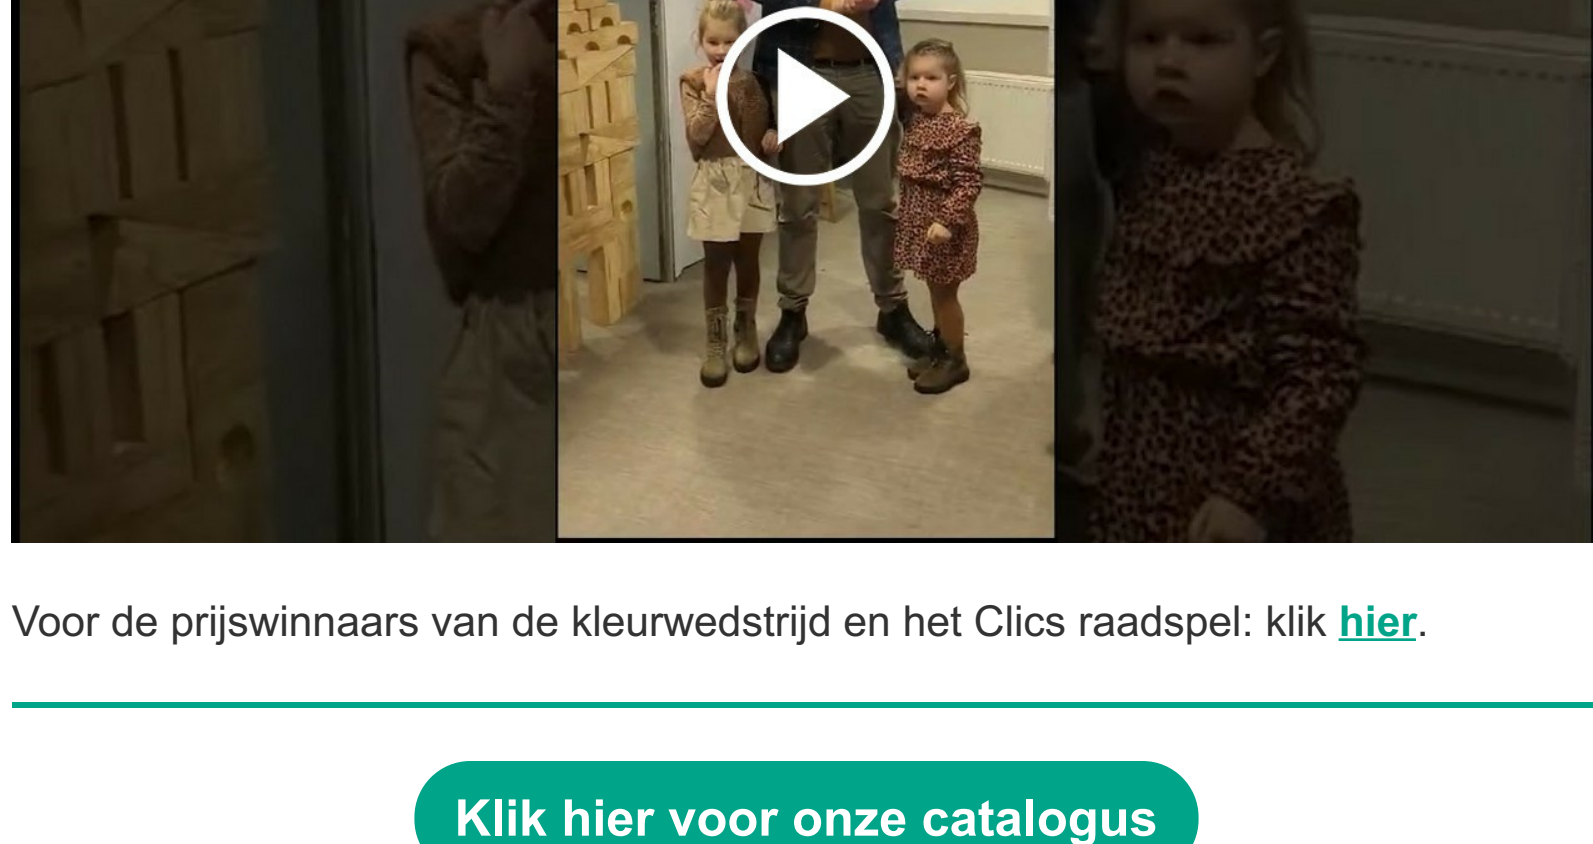 Voor de prijswinnaars van de kleurwedstrijd en het Clics raadspel: klik hier.
Klik hier voor onze catalogus